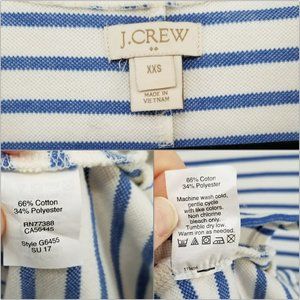 J.CREW
XXS
MADE IN
VIETNAM
66% Cotton
34% Polyester
RN77388
CA56445
Style G6455
SU 17
66% Cotton
34% Polyester
Machine wash cold,
gentle cycle
with like colors.
Non chlorine
bleach only.
Tumble dry low,
Warm iron as needed.